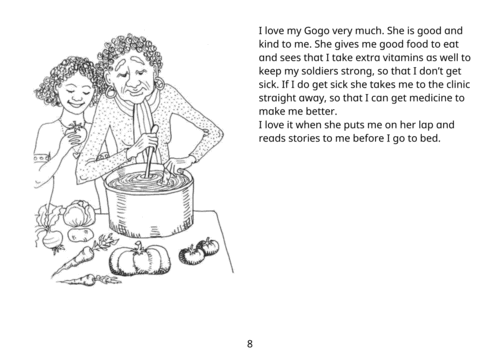 I love my Gogo very much. She is good and
kind to me. She gives me good food to eat
and sees that I take extra vitamins as well to
keep my soldiers strong, so that I don't get
sick. If I do get sick she takes me to the clinic
straight away, so that I can get medicine to
make me better.
I love it when she puts me on her lap and
reads stories to me before I go to bed.
8